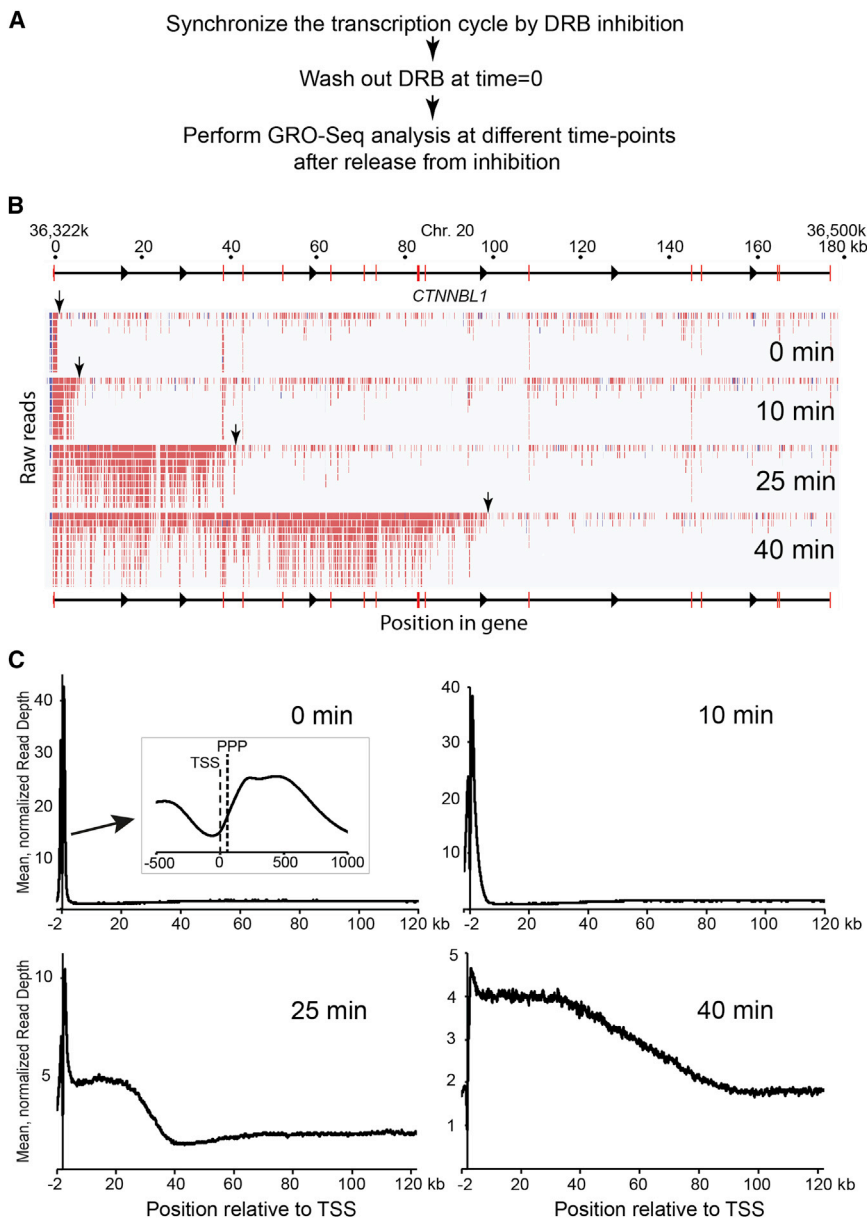 A
Synchronize the transcription cycle by DRB inhibition
Wash out DRB at time=0
Perform GRO-Seq analysis at different time-points
after release from inhibition
B
36,322k Chr. 20 36,500k
0 20 40 60 80 100 120 140 160 180 kb
CTNNBL1
Raw reads
0 min
10 min
25 min
40 min
Position in gene
C
Mean, normalized Read Depth
40
30
20
10
0 min
TSS PPP
-500 0 500 1000
-2 20 40 60 80 100 120 kb
40
30
20
10
10 min
-2 20 40 60 80 100 120 kb
Mean, normalized Read Depth
10
5
25 min
-2 20 40 60 80 100 120 kb
Position relative to TSS
5
4
3
2
1
40 min
-2 20 40 60 80 100 120 kb
Position relative to TSS